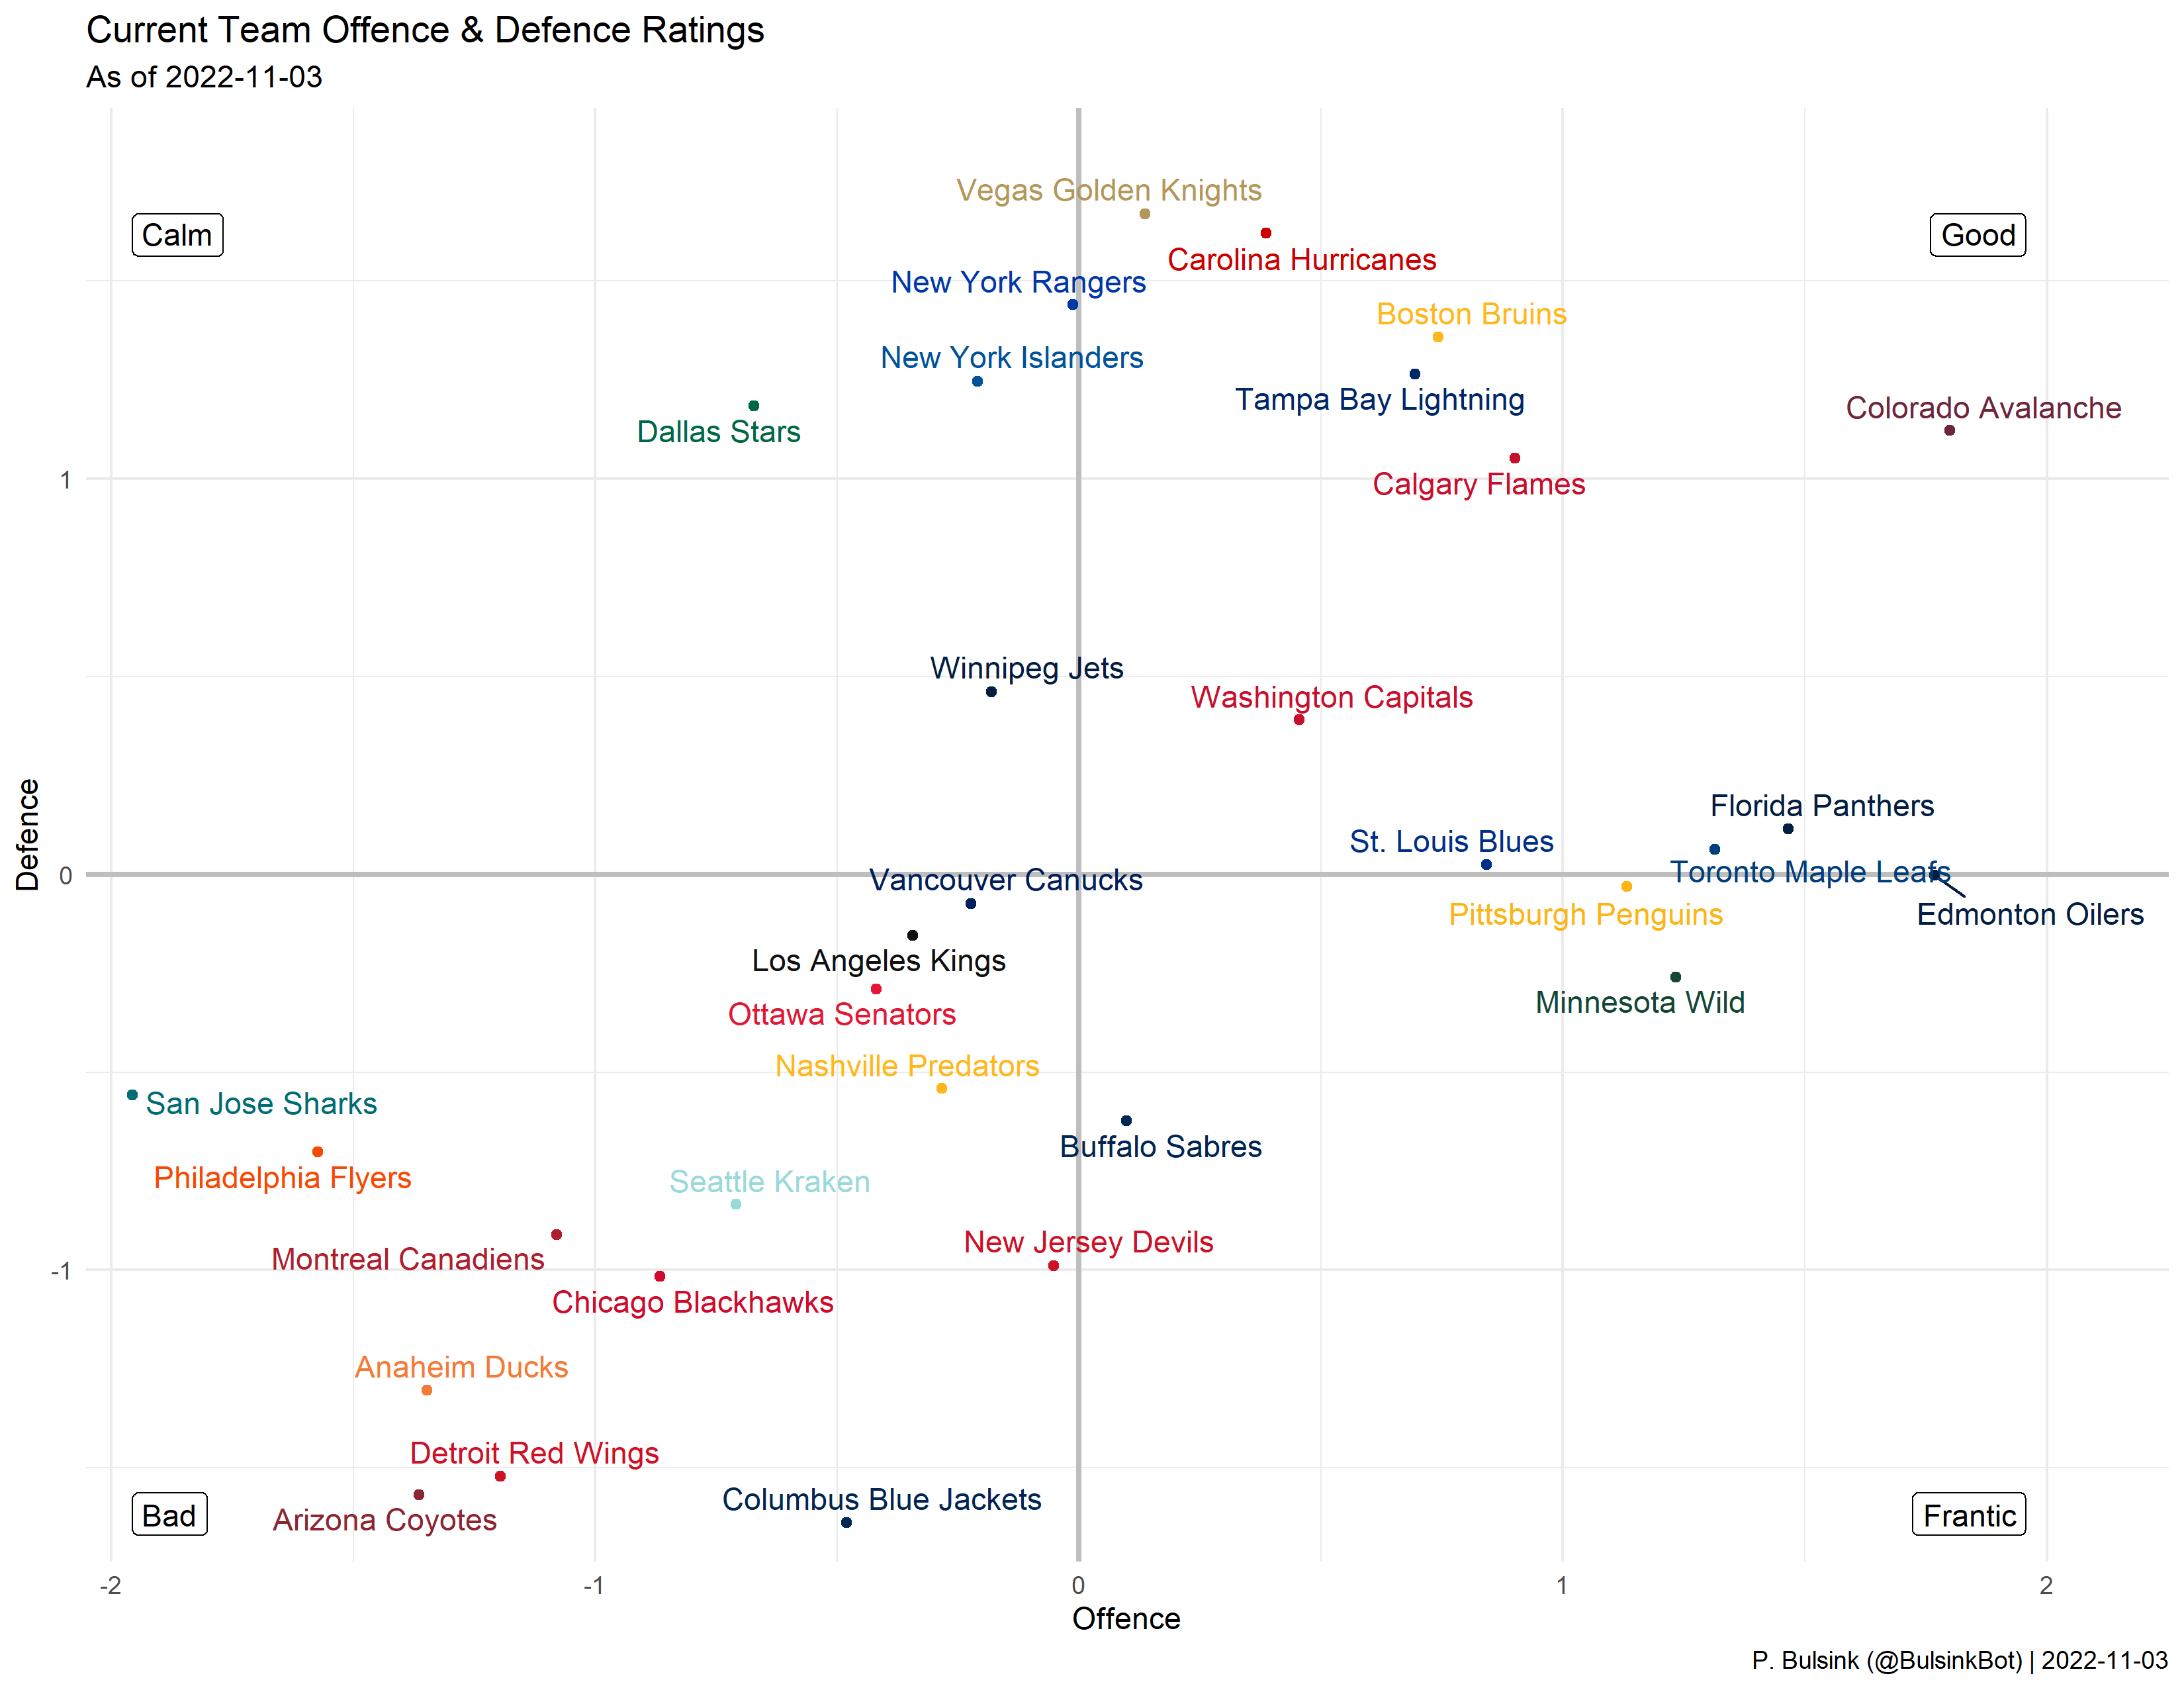 Current Team Offence & Defence Ratings
As of 2022-11-03
Vegas Golden Knights
Calm
Good
Carolina Hurricanes
New York Rangers
Boston Bruins
New York Islanders
Tampa Bay Lightning
Colorado Avalanche
Dallas Stars
1
Calgary Flames
Winnipeg Jets
Washington Capitals
Florida Panthers
St. Louis Blues
Defence
0
Toronto Maple Leafs
Vancouver Canucks
Pittsburgh Penguins
Edmonton Oilers
Los Angeles Kings
Minnesota Wild
Ottawa Senators
Nashville Predators
San Jose Sharks
Buffalo Sabres
Philadelphia Flyers
Seattle Kraken
New Jersey Devils
Montreal Canadiens
-1
Chicago Blackhawks
Anaheim Ducks
Detroit Red Wings
Columbus Blue Jackets
Bad
Arizona Coyotes
Frantic
-2 -1 0 1 2
Offence
P. Bulsink (@BulsinkBot) | 2022-11-03